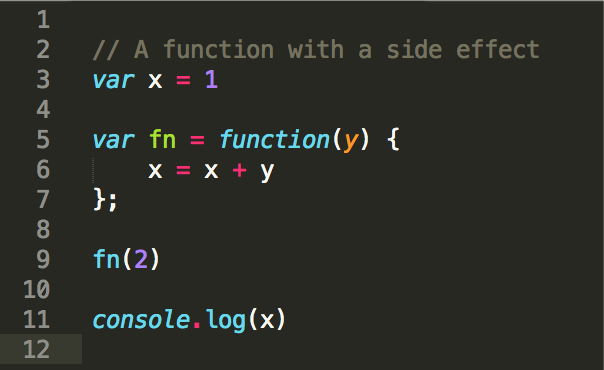 1
2 // A function with a side effect
3 var x = 1
4
5 var fn = function(y) {
6     x = x + y
7 };
8
9 fn(2)
10
11 console.log(x)
12